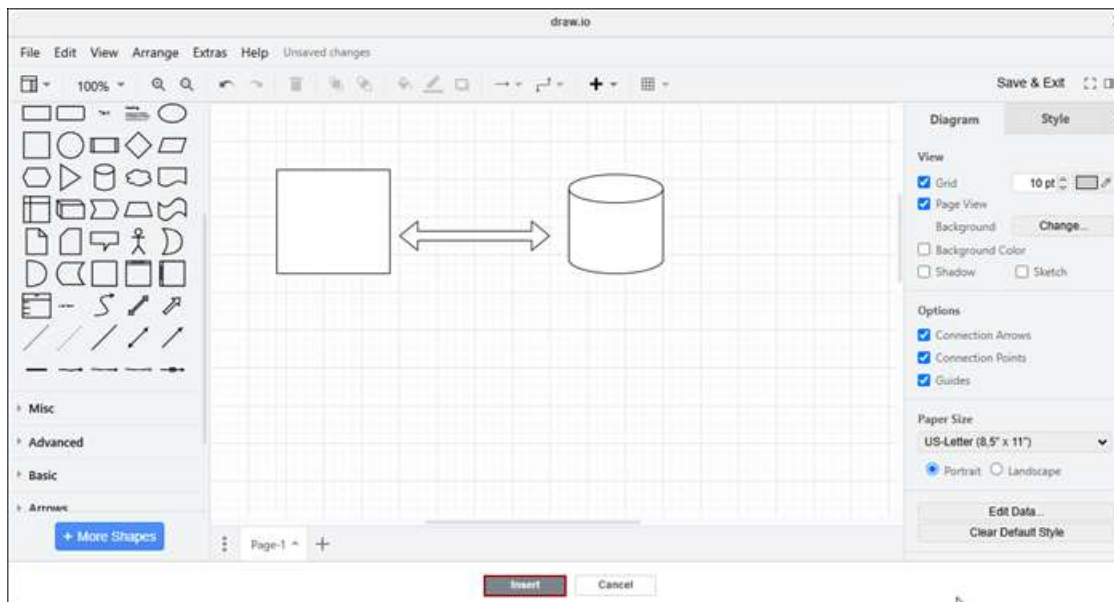 draw.io
File Edit View Arrange Extras Help Unsaved changes
100% Save & Exit
Diagram Style
View
Grid 10 pt
Page View
Background Change...
Background Color
Shadow Sketch
Options
Connection Arrows
Connection Points
Guides
Paper Size
US-Letter (8,5" x 11")
Portrait Landscape
Edit Data...
Clear Default Style
Misc
Advanced
Basic
Arrows
+ More Shapes
Page-1
Insert Cancel